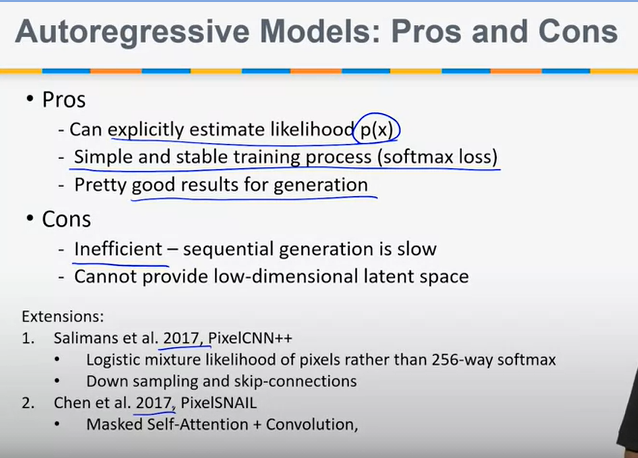 Autoregressive Models: Pros and Cons
• Pros
- Can explicitly estimate likelihood p(x)
- Simple and stable training process (softmax loss)
- Pretty good results for generation
• Cons
- Inefficient – sequential generation is slow
- Cannot provide low-dimensional latent space
Extensions:
1. Salimans et al. 2017, PixelCNN++
• Logistic mixture likelihood of pixels rather than 256-way softmax
• Down sampling and skip-connections
2. Chen et al. 2017, PixelSNAIL
• Masked Self-Attention + Convolution,